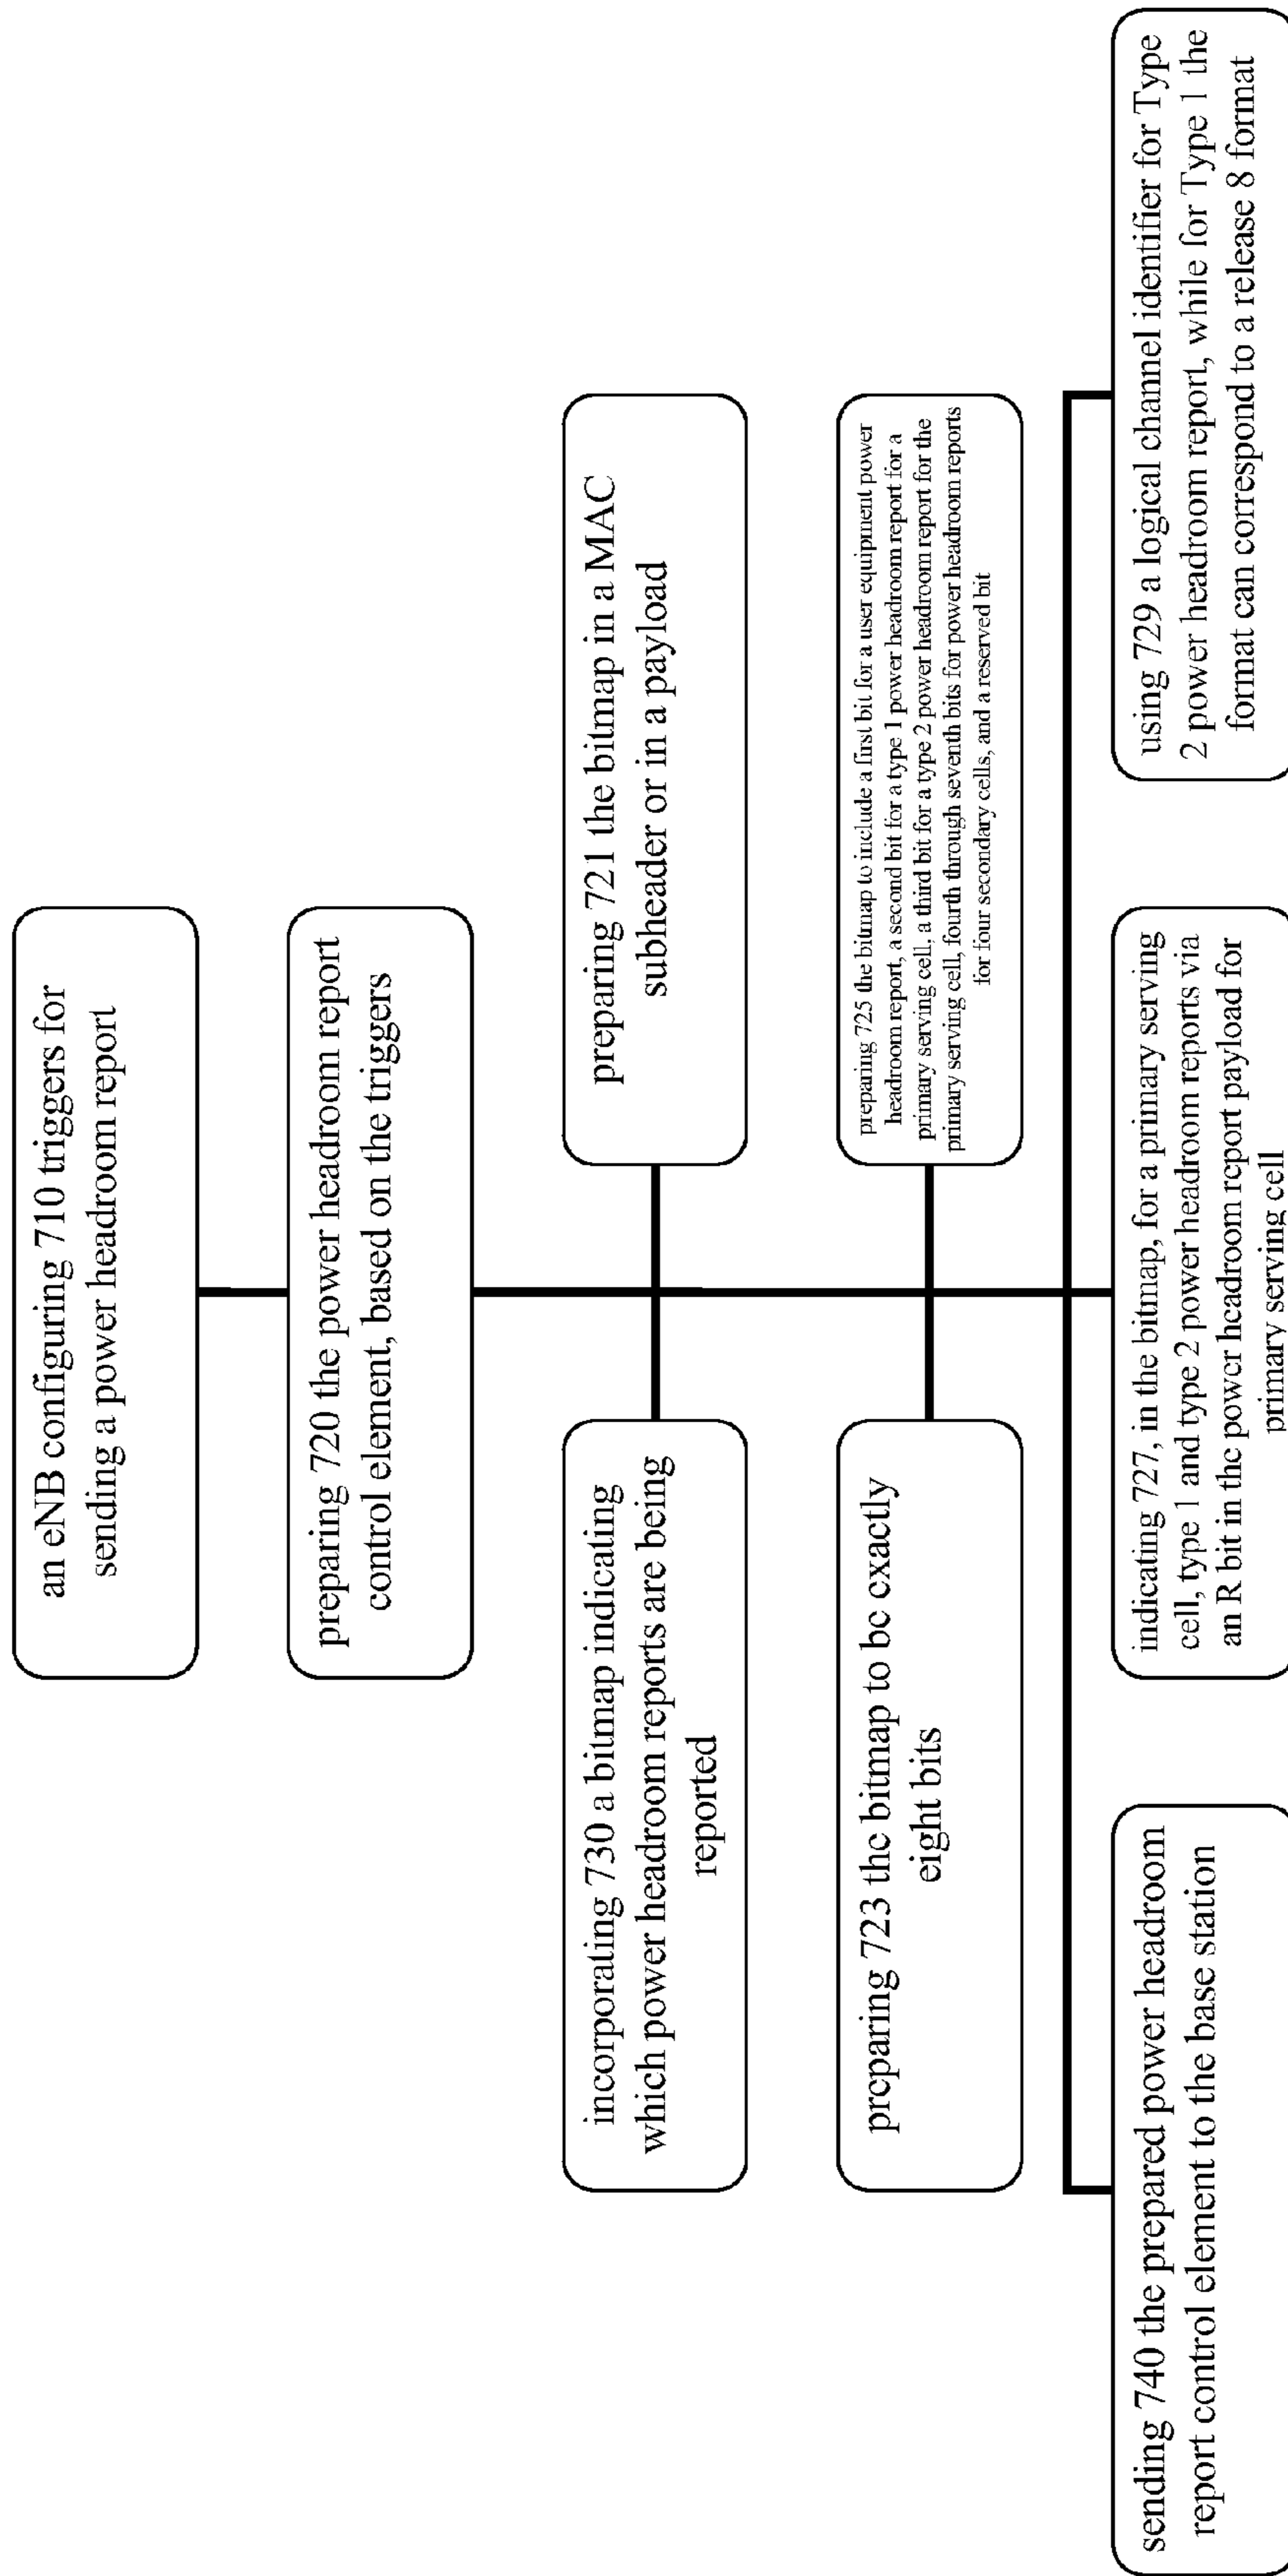 an eNB configuring 710 triggers for
sending a power headroom report
preparing 720 the power headroom report
control element, based on the triggers
incorporating 730 a bitmap indicating
which power headroom reports are being
reported
preparing 721 the bitmap in a MAC
subheader or in a payload
preparing 723 the bitmap to be exactly
eight bits
preparing 725 the bitmap to include a first bit for a user equipment power
headroom report, a second bit for a type 1 power headroom report for a
primary serving cell, a third bit for a type 2 power headroom report for the
primary serving cell, fourth through seventh bits for power headroom reports
for four secondary cells, and a reserved bit
sending 740 the prepared power headroom
report control element to the base station
indicating 727, in the bitmap, for a primary serving
cell, type 1 and type 2 power headroom reports via
an R bit in the power headroom report payload for
primary serving cell
using 729 a logical channel identifier for Type
2 power headroom report, while for Type 1 the
format can correspond to a release 8 format